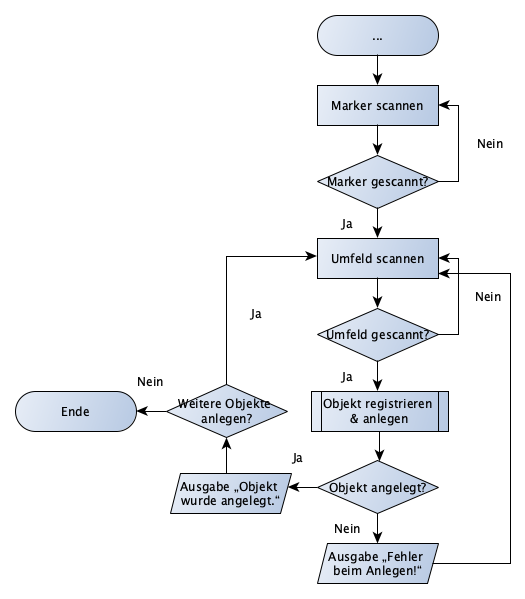 ...
Marker scannen
Nein
Marker gescannt?
Ja
Umfeld scannen
Nein
Ja
Umfeld gescannt?
Ja
Nein
Weitere Objekte
anlegen?
Ende
Objekt registrieren
& anlegen
Ja
Objekt angelegt?
Ausgabe „Objekt
wurde angelegt.“
Nein
Ausgabe „Fehler
beim Anlegen!“